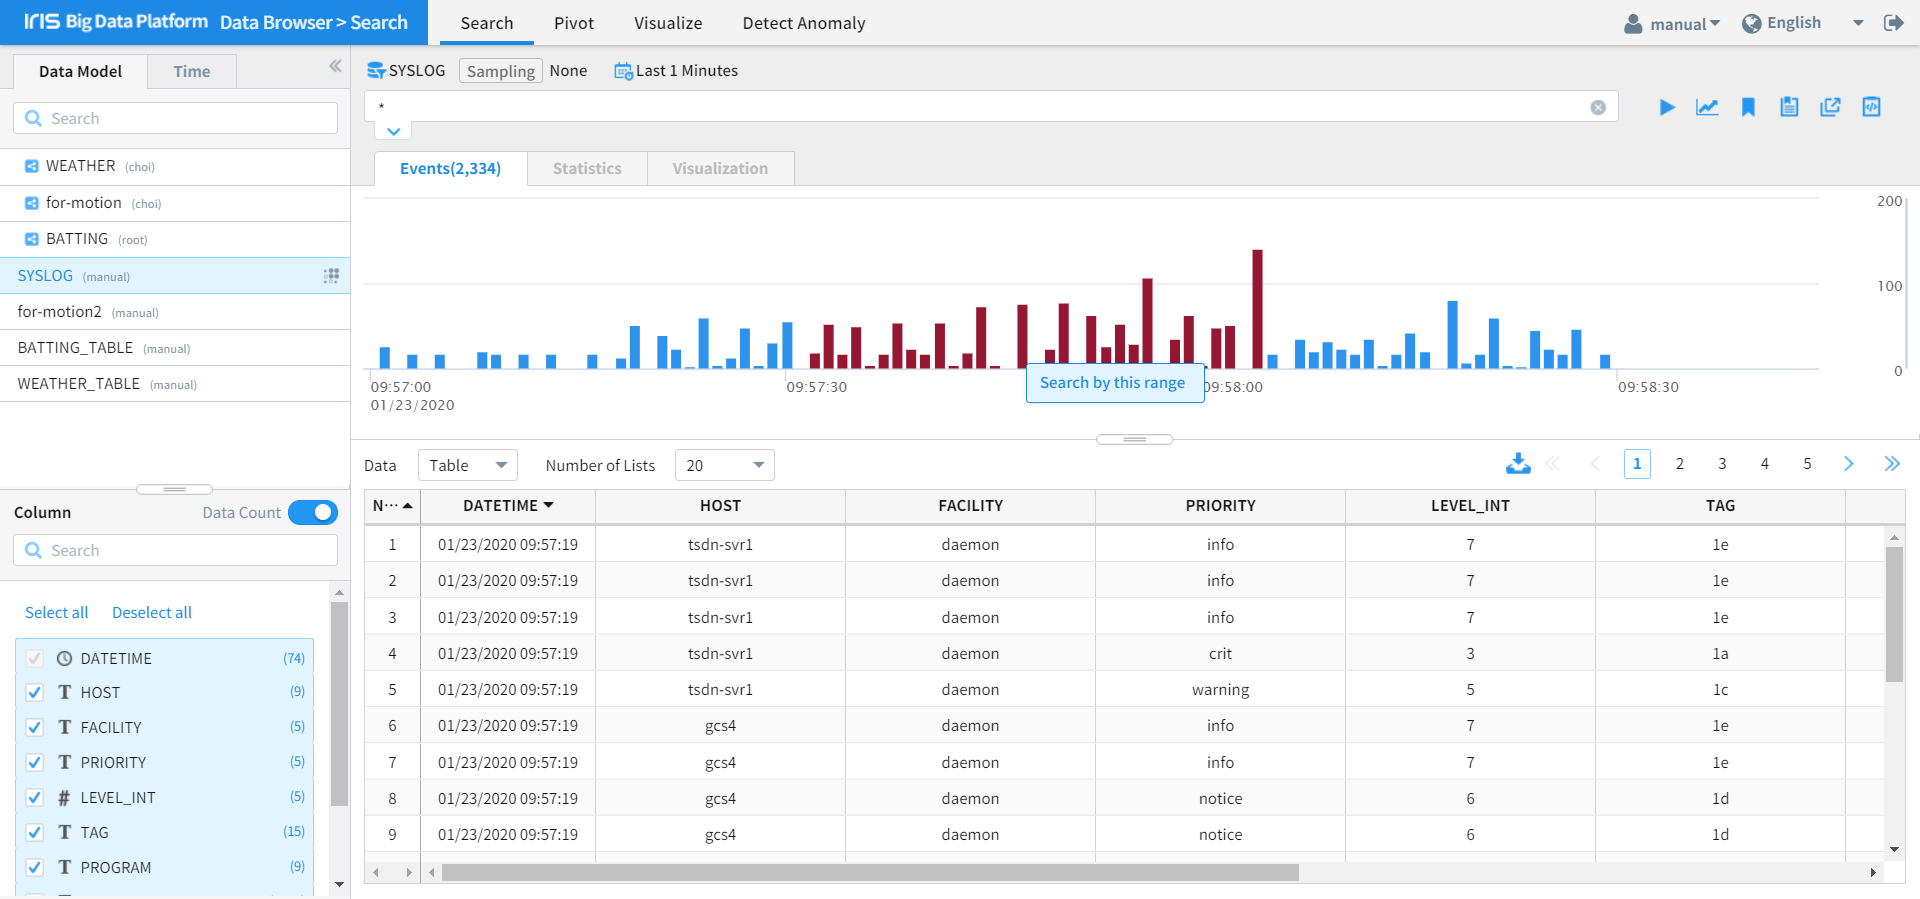 IRIS Big Data Platform Data Browser > Search
Search Pivot Visualize Detect Anomaly
manual English
Data Model Time
Search
WEATHER (choi)
for-motion (choi)
BATTING (root)
SYSLOG (manual)
for-motion2 (manual)
BATTING_TABLE (manual)
WEATHER_TABLE (manual)
Column Data Count
Search
Select all Deselect all
DATETIME (74)
HOST (9)
FACILITY (5)
PRIORITY (5)
# LEVEL_INT (5)
TAG (15)
PROGRAM (9)
SYSLOG Sampling None Last 1 Minutes
*
Events(2,334) Statistics Visualization
200
100
0
09:57:00 09:57:30 09:58:00 09:58:30
01/23/2020
Search by this range
Data Table Number of Lists 20 1 2 3 4 5
N... DATETIME HOST FACILITY PRIORITY LEVEL_INT TAG
1 01/23/2020 09:57:19 tsdn-svr1 daemon info 7 1e
2 01/23/2020 09:57:19 tsdn-svr1 daemon info 7 1e
3 01/23/2020 09:57:19 tsdn-svr1 daemon info 7 1e
4 01/23/2020 09:57:19 tsdn-svr1 daemon crit 3 1a
5 01/23/2020 09:57:19 tsdn-svr1 daemon warning 5 1c
6 01/23/2020 09:57:19 gcs4 daemon info 7 1e
7 01/23/2020 09:57:19 gcs4 daemon info 7 1e
8 01/23/2020 09:57:19 gcs4 daemon notice 6 1d
9 01/23/2020 09:57:19 gcs4 daemon notice 6 1d